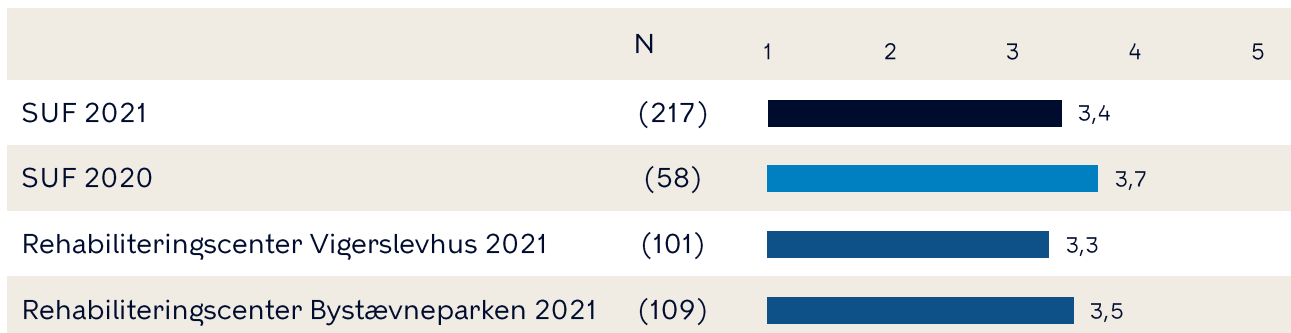 N 1 2 3 4 5
SUF 2021 (217) 3,4
SUF 2020 (58) 3,7
Rehabiliteringscenter Vigerslevhus 2021 (101) 3,3
Rehabiliteringscenter Bystævneparken 2021 (109) 3,5